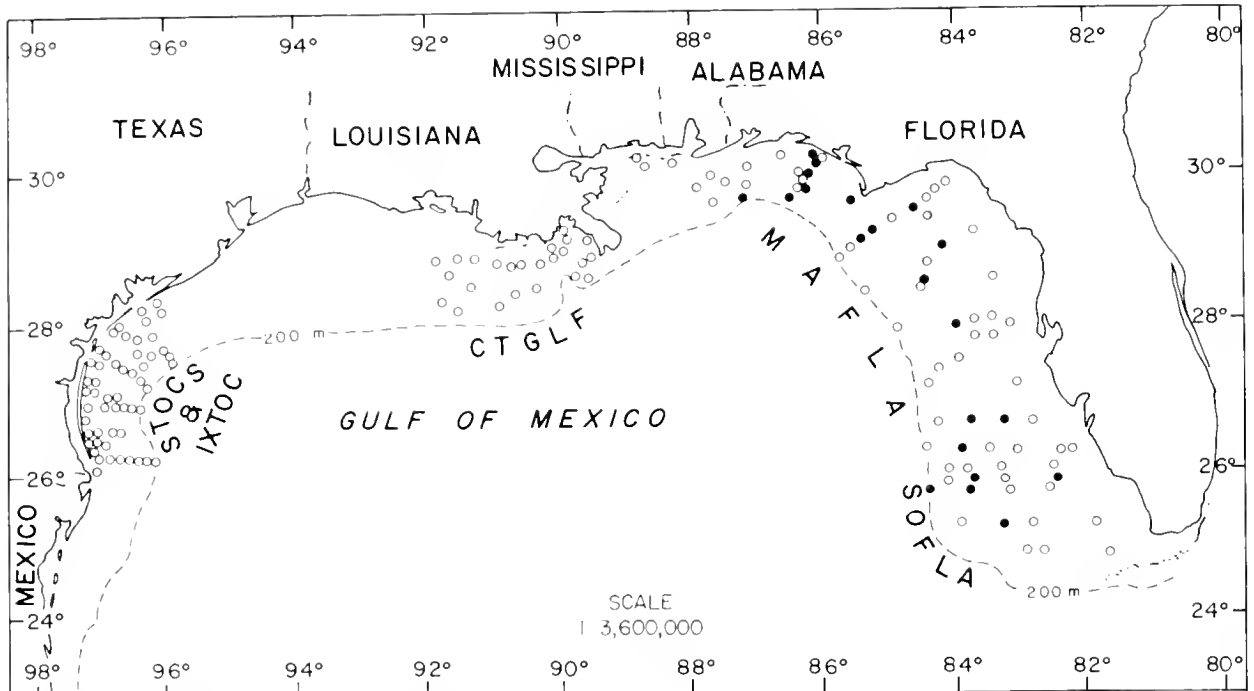 98° 96° 94° 90° 88° 86° 84° 82° 80°
MISSISSIPPI ALABAMA
TEXAS LOUISIANA FLORIDA
30° 30°
MAFLA
28° 200 m 28°
CTGLF
STOCS
&
IXTOC
GULF OF MEXICO
26° 26°
SOFLA
MEXICO
200 m
24° 24°
SCALE
1 3,600,000
98° 96° 94° 92° 90° 88° 86° 84° 82° 80°